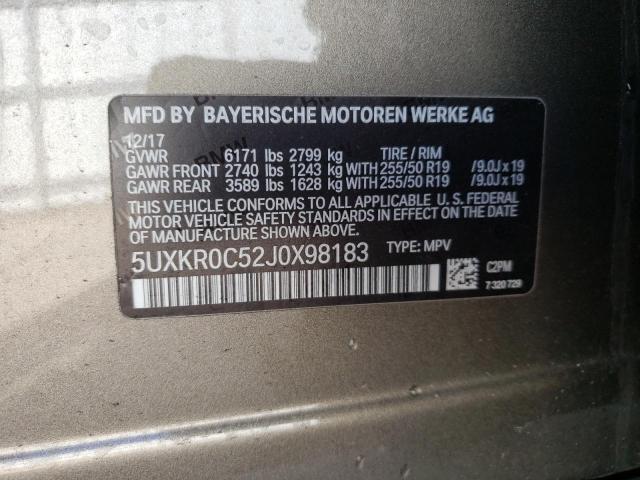 MFD BY BAYERISCHE MOTOREN WERKE AG
12/17
GVWR 6171 lbs 2799 kg TIRE / RIM
GAWR FRONT 2740 lbs 1243 kg WITH 255/50 R19 /9.0J x 19
GAWR REAR 3589 lbs 1628 kg WITH 255/50 R19 /9.0J x 19
THIS VEHICLE CONFORMS TO ALL APPLICABLE U. S. FEDERAL
MOTOR VEHICLE SAFETY STANDARDS IN EFFECT ON THE DATE
OF MANUFACTURE SHOWN ABOVE.
5UXKR0C52J0X98183 TYPE: MPV
C2PM
7 320 729